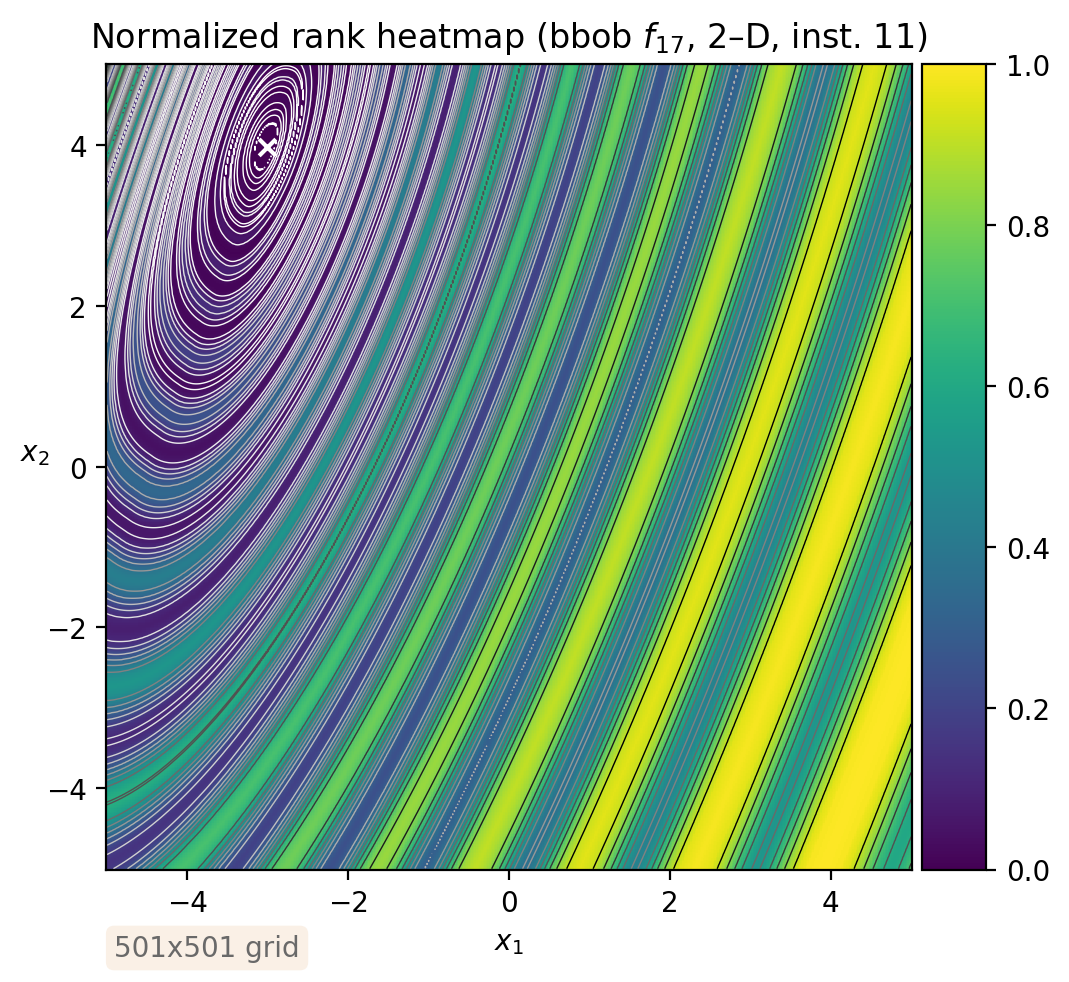 Normalized rank heatmap (bbob f₁₇, 2–D, inst. 11)
1.0
0.8
0.6
0.4
0.2
0.0
4
2
0
−2
−4
x₂
−4 −2 0 2 4
x₁
501x501 grid